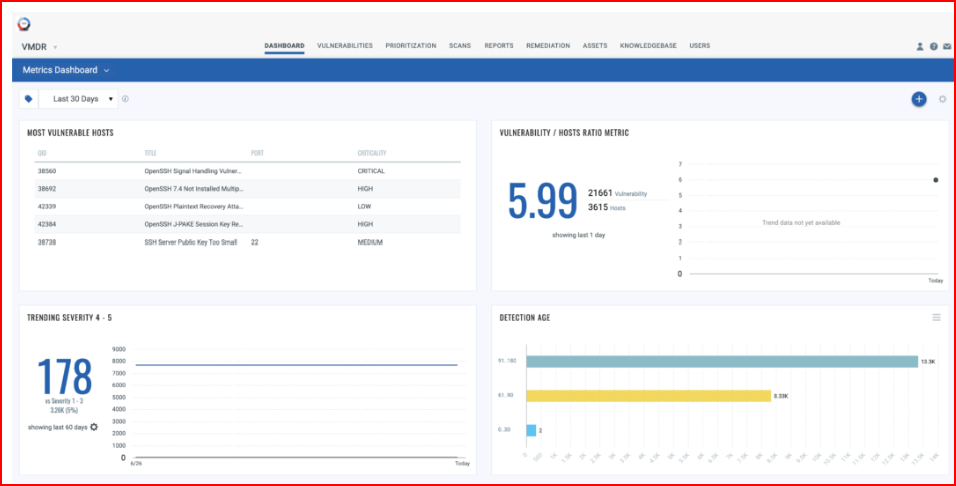 VMDR
DASHBOARD VULNERABILITIES PRIORITIZATION SCANS REPORTS REMEDIATION ASSETS KNOWLEDGEBASE USERS
Metrics Dashboard
Last 30 Days
MOST VULNERABLE HOSTS
QID TITLE PORT CRITICALITY
38560 OpenSSH Signal Handling Vulner... CRITICAL
38692 OpenSSH 7.4 Not Installed Multip... HIGH
42339 OpenSSH Plaintext Recovery Atta... LOW
42384 OpenSSH J-PAKE Session Key Re... HIGH
38738 SSH Server Public Key Too Small 22 MEDIUM
VULNERABILITY / HOSTS RATIO METRIC
5.99
21661 Vulnerability
3615 Hosts
showing last 1 day
7
6
5
4
3
2
1
0
Trend data not yet available
Today
TRENDING SEVERITY 4 - 5
178
vs Severity 1 - 3
3.26K (5%)
showing last 60 days
9000
8000
7000
6000
5000
4000
3000
2000
1000
0
6/26 Today
DETECTION AGE
91..180 13.3K
61..90 8.33K
0..30 2
0 500 1K 1.5K 2K 2.5K 3K 3.5K 4K 4.5K 5K 5.5K 6K 6.5K 7K 7.5K 8K 8.5K 9K 9.5K 10K 10.5K 11K 11.5K 12K 12.5K 13K 13.5K 14K